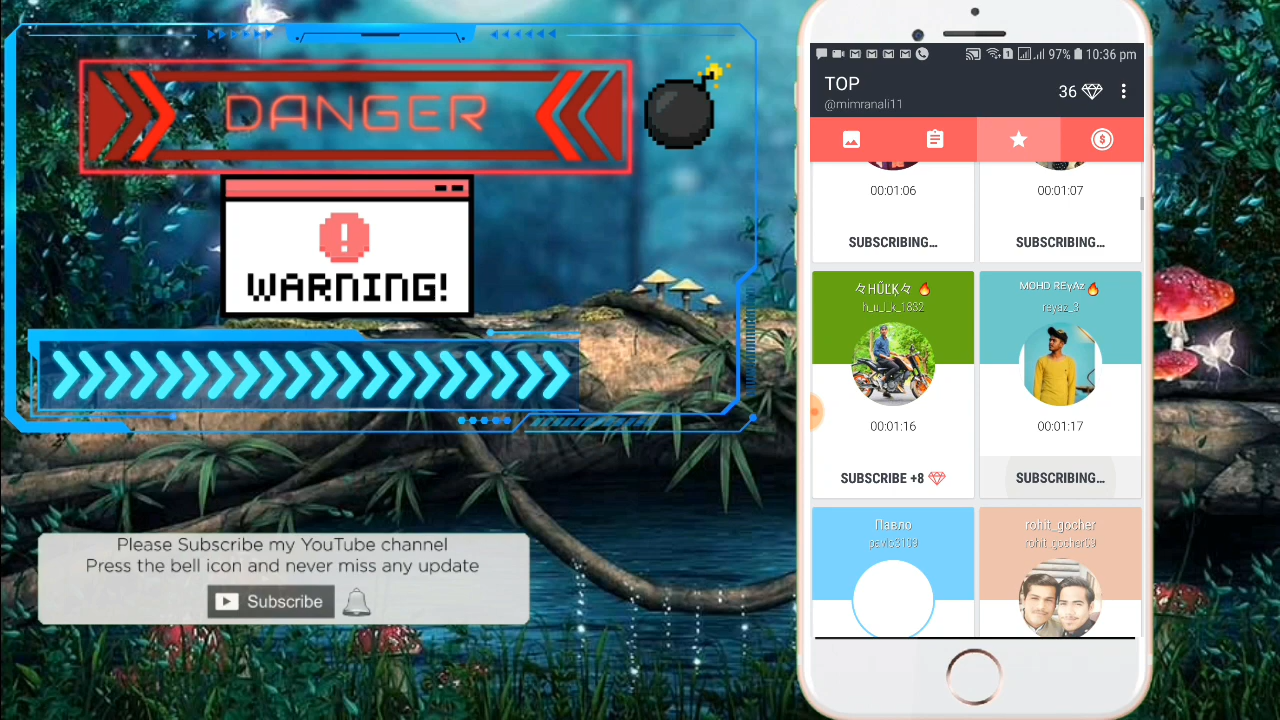 DANGER
WARNING!
Please Subscribe my YouTube channel
Press the bell icon and never miss any update
Subscribe
97% 10:36 pm
TOP
36
@mimranali11
00:01:06
00:01:07
SUBSCRIBING...
SUBSCRIBING...
々HÛĽĶ々 🔥
h_u_l_k_1832
MOHD REyAz 🔥
reyaz_3
00:01:16
00:01:17
SUBSCRIBE +8
SUBSCRIBING...
Павло
rohit_gocher